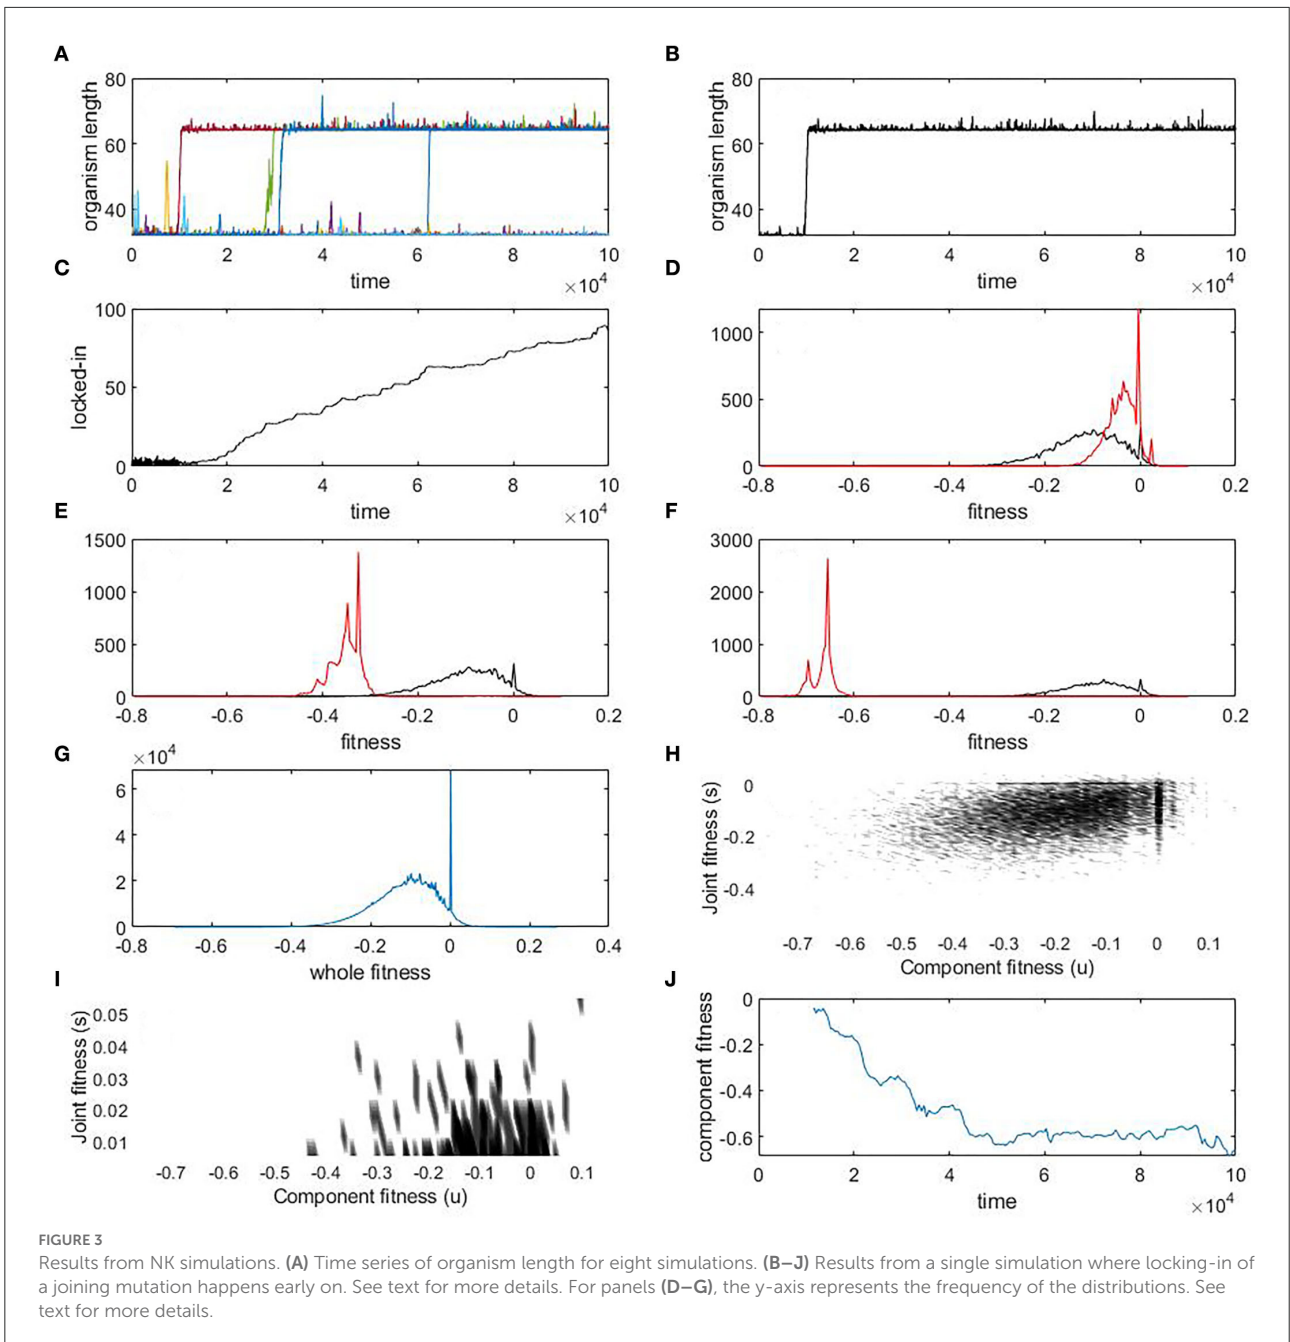 A
B
80
60
40
organism length
0 2 4 6 8 10
time
×10⁴
80
60
40
organism length
0 2 4 6 8 10
time
×10⁴
C
D
100
50
0
locked-in
0 2 4 6 8 10
time
×10⁴
1000
500
0
-0.8 -0.6 -0.4 -0.2 0 0.2
fitness
E
F
1500
1000
500
0
-0.8 -0.6 -0.4 -0.2 0 0.2
fitness
3000
2000
1000
0
-0.8 -0.6 -0.4 -0.2 0 0.2
fitness
G
H
×10⁴
6
4
2
0
-0.8 -0.6 -0.4 -0.2 0 0.2 0.4
whole fitness
0
-0.2
-0.4
Joint fitness (s)
-0.7 -0.6 -0.5 -0.4 -0.3 -0.2 -0.1 0 0.1
Component fitness (u)
I
J
0.05
0.04
0.03
0.02
0.01
Joint fitness (s)
-0.7 -0.6 -0.5 -0.4 -0.3 -0.2 -0.1 0 0.1
Component fitness (u)
0
-0.2
-0.4
-0.6
component fitness
0 2 4 6 8 10
time
×10⁴
FIGURE 3
Results from NK simulations. (A) Time series of organism length for eight simulations. (B–J) Results from a single simulation where locking-in of
a joining mutation happens early on. See text for more details. For panels (D–G), the y-axis represents the frequency of the distributions. See
text for more details.